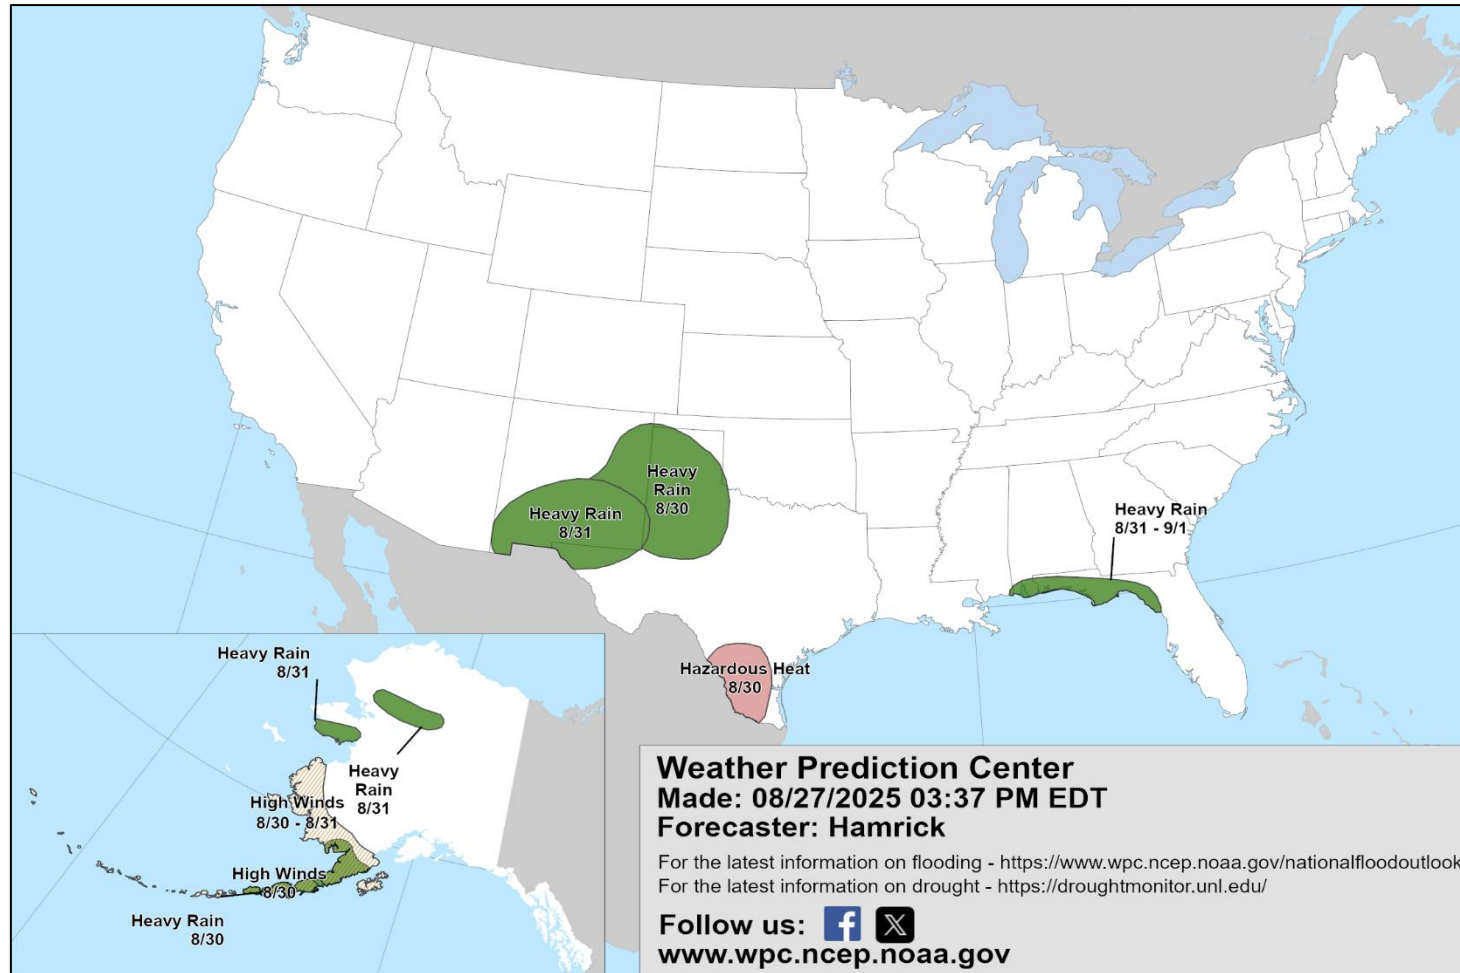 Heavy
Rain
8/30
Heavy Rain
8/31
Heavy Rain
8/31 - 9/1
Hazardous Heat
8/30
Heavy Rain
8/31
Heavy
Rain
8/31
High Winds
8/30 - 8/31
High Winds
8/30
Heavy Rain
8/30
Weather Prediction Center
Made: 08/27/2025 03:37 PM EDT
Forecaster: Hamrick
For the latest information on flooding - https://www.wpc.ncep.noaa.gov/nationalfloodoutlook
For the latest information on drought - https://droughtmonitor.unl.edu/
Follow us:
www.wpc.ncep.noaa.gov